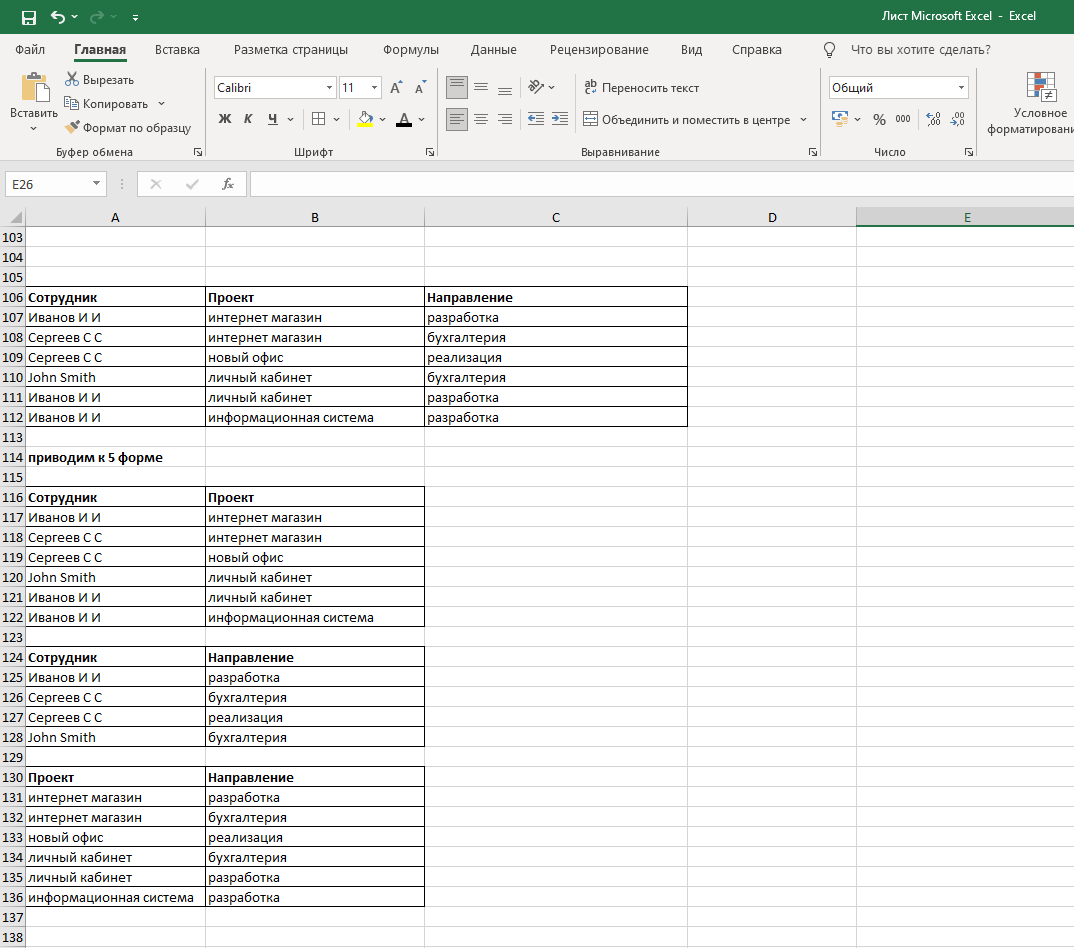 Лист Microsoft Excel - Excel
Файл Главная Вставка Разметка страницы Формулы Данные Рецензирование Вид Справка Что вы хотите сделать?
Вставить
Вырезать
Копировать
Формат по образцу
Буфер обмена
Calibri 11
Ж К Ч А
Шрифт
Переносить текст
Объединить и поместить в центре
Выравнивание
Общий
% 000
Число
Условное
форматировани
E26 fx
A B C D E
103
104
105
106 Сотрудник Проект Направление
107 Иванов И И интернет магазин разработка
108 Сергеев С С интернет магазин бухгалтерия
109 Сергеев С С новый офис реализация
110 John Smith личный кабинет бухгалтерия
111 Иванов И И личный кабинет разработка
112 Иванов И И информационная система разработка
113
114 приводим к 5 форме
115
116 Сотрудник Проект
117 Иванов И И интернет магазин
118 Сергеев С С интернет магазин
119 Сергеев С С новый офис
120 John Smith личный кабинет
121 Иванов И И личный кабинет
122 Иванов И И информационная система
123
124 Сотрудник Направление
125 Иванов И И разработка
126 Сергеев С С бухгалтерия
127 Сергеев С С реализация
128 John Smith бухгалтерия
129
130 Проект Направление
131 интернет магазин разработка
132 интернет магазин бухгалтерия
133 новый офис реализация
134 личный кабинет бухгалтерия
135 личный кабинет разработка
136 информационная система разработка
137
138